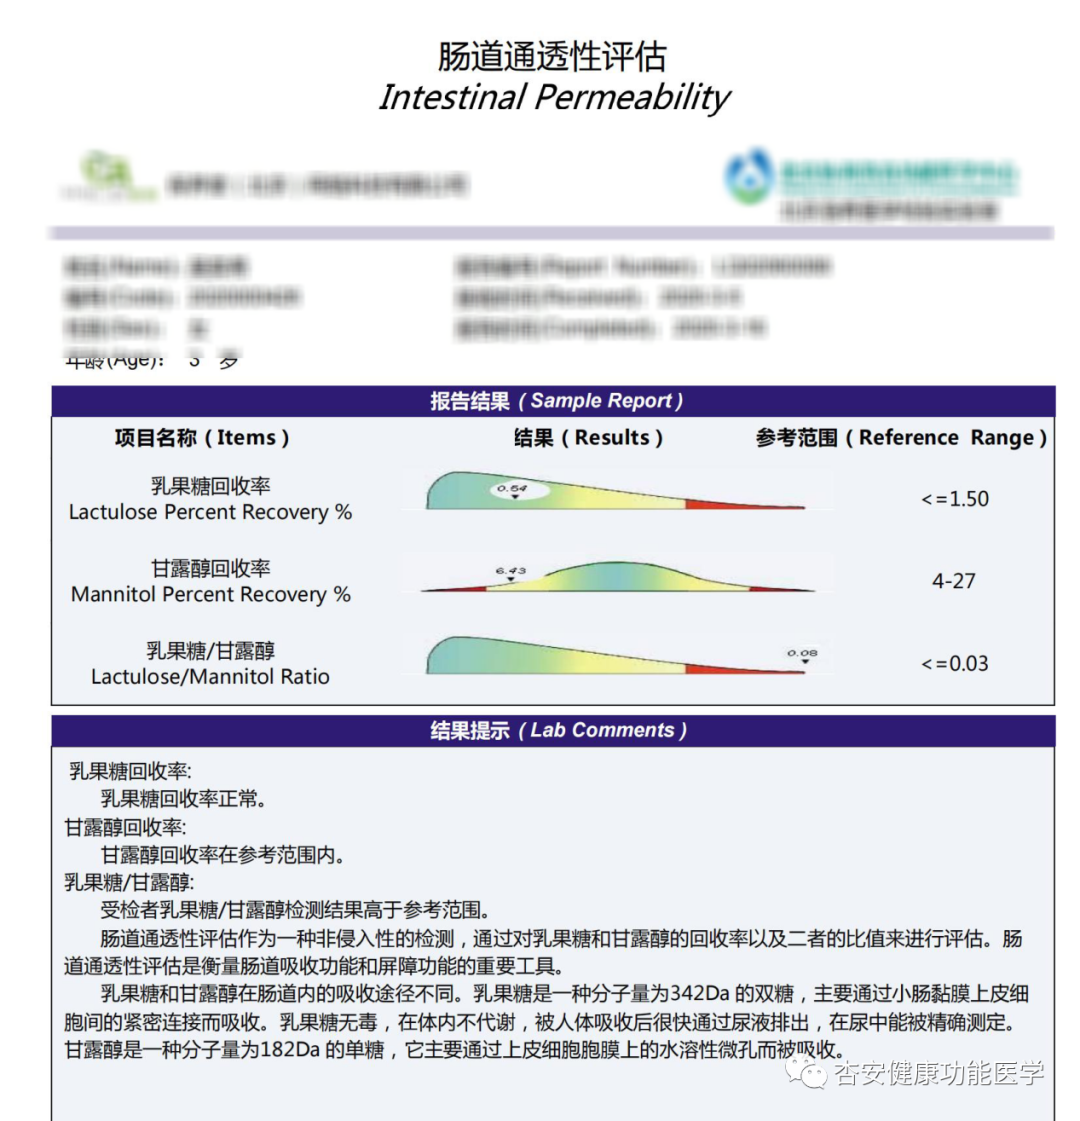 肠道通透性评估
Intestinal Permeability
年龄(Age)： 3 岁
报告结果（Sample Report）
项目名称（Items） 结果（Results） 参考范围（Reference Range）
乳果糖回收率
Lactulose Percent Recovery %
0.54
<=1.50
甘露醇回收率
Mannitol Percent Recovery %
6.43
4-27
乳果糖/甘露醇
Lactulose/Mannitol Ratio
0.08
<=0.03
结果提示（Lab Comments）
乳果糖回收率:
乳果糖回收率正常。
甘露醇回收率:
甘露醇回收率在参考范围内。
乳果糖/甘露醇:
受检者乳果糖/甘露醇检测结果高于参考范围。
肠道通透性评估作为一种非侵入性的检测，通过对乳果糖和甘露醇的回收率以及二者的比值来进行评估。肠
道通透性评估是衡量肠道吸收功能和屏障功能的重要工具。
乳果糖和甘露醇在肠道内的吸收途径不同。乳果糖是一种分子量为342Da 的双糖，主要通过小肠黏膜上皮细
胞间的紧密连接而吸收。乳果糖无毒，在体内不代谢，被人体吸收后很快通过尿液排出，在尿中能被精确测定。
甘露醇是一种分子量为182Da 的单糖，它主要通过上皮细胞胞膜上的水溶性微孔而被吸收。
杏安健康功能医学